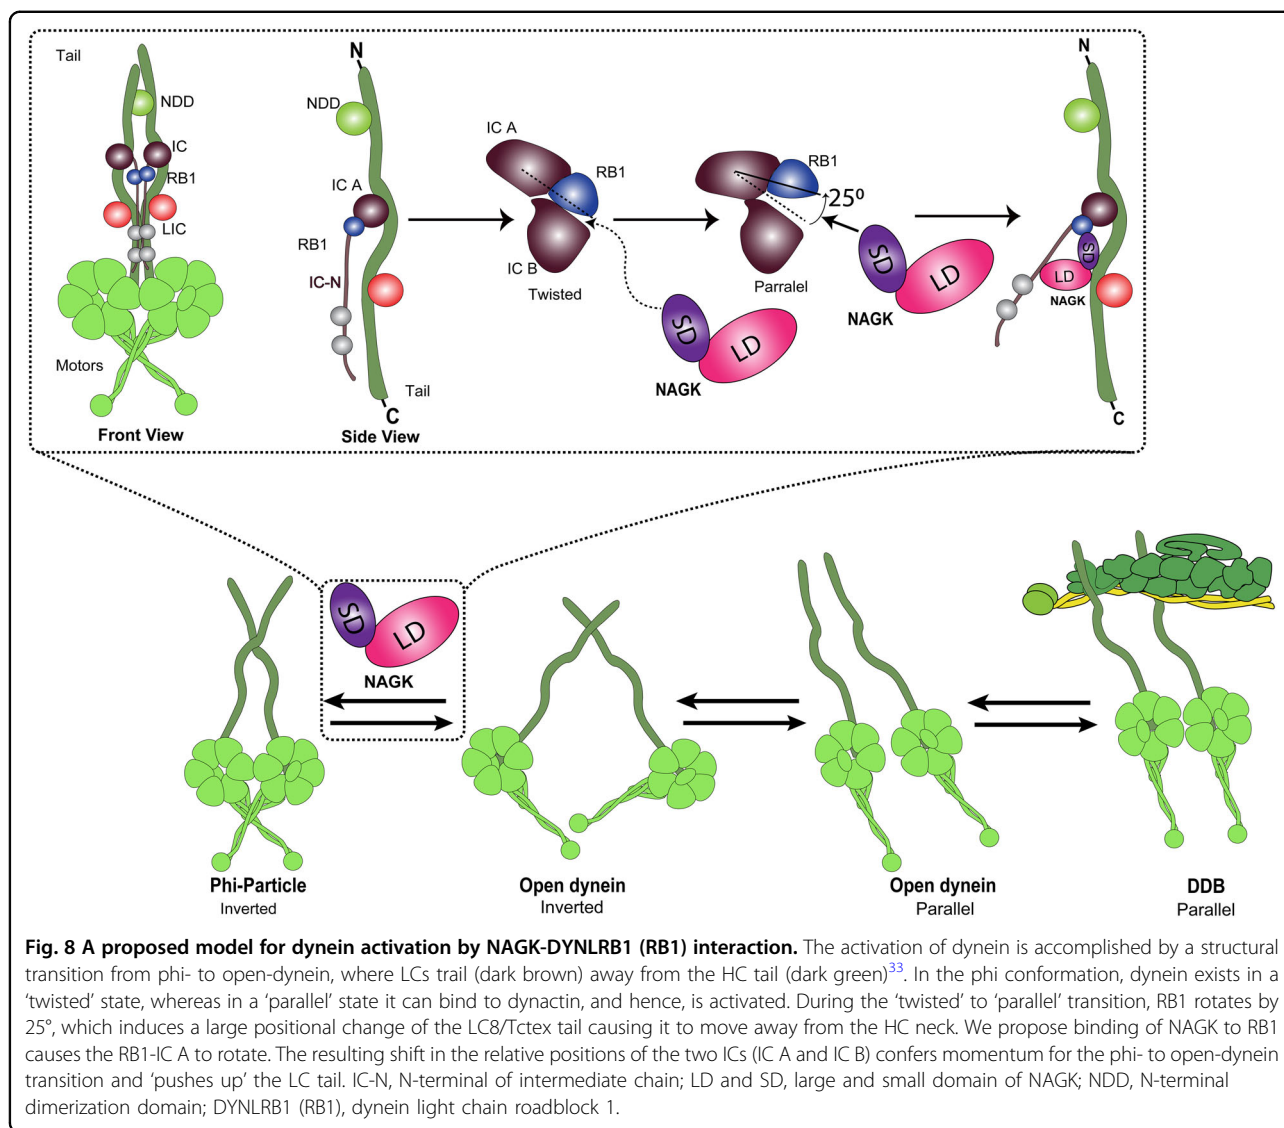 Tail
NDD
IC
RB1
LIC
Motors
Front View
N
NDD
IC A
RB1
IC-N
Tail
C
Side View
IC A
RB1
IC B
Twisted
SD
LD
NAGK
RB1
25⁰
Parralel
SD
LD
NAGK
N
SD
LD
NAGK
C
SD
LD
NAGK
Phi-Particle
Inverted
Open dynein
Inverted
Open dynein
Parallel
DDB
Parallel
Fig. 8 A proposed model for dynein activation by NAGK-DYNLRB1 (RB1) interaction. The activation of dynein is accomplished by a structural
transition from phi- to open-dynein, where LCs trail (dark brown) away from the HC tail (dark green)³³. In the phi conformation, dynein exists in a
‘twisted’ state, whereas in a ‘parallel’ state it can bind to dynactin, and hence, is activated. During the ‘twisted’ to ‘parallel’ transition, RB1 rotates by
25°, which induces a large positional change of the LC8/Tctex tail causing it to move away from the HC neck. We propose binding of NAGK to RB1
causes the RB1-IC A to rotate. The resulting shift in the relative positions of the two ICs (IC A and IC B) confers momentum for the phi- to open-dynein
transition and ‘pushes up’ the LC tail. IC-N, N-terminal of intermediate chain; LD and SD, large and small domain of NAGK; NDD, N-terminal
dimerization domain; DYNLRB1 (RB1), dynein light chain roadblock 1.